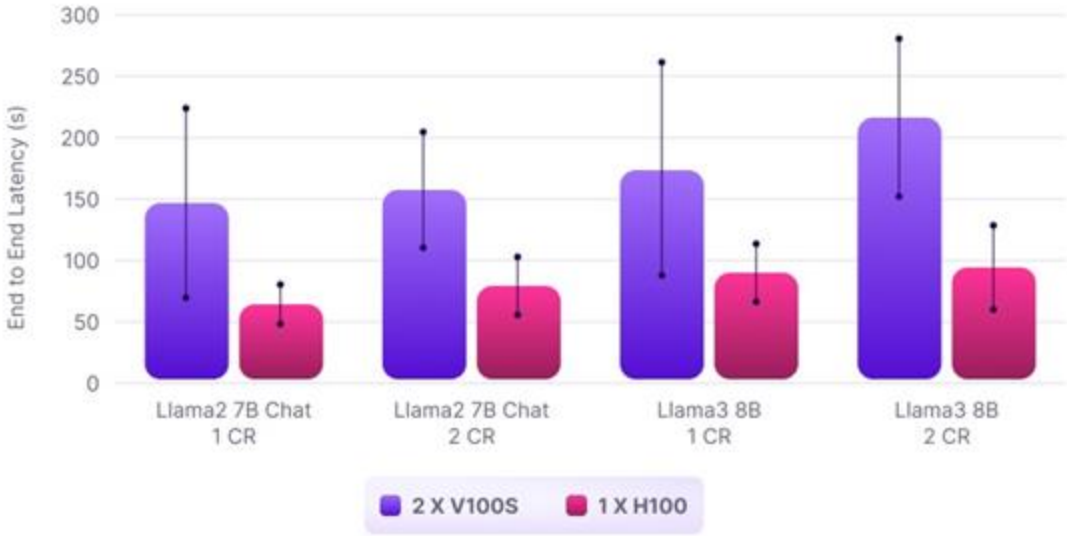 300
250
200
150
100
50
0
End to End Latency (s)
Llama2 7B Chat
1 CR
Llama2 7B Chat
2 CR
Llama3 8B
1 CR
Llama3 8B
2 CR
2 X V100S
1 X H100